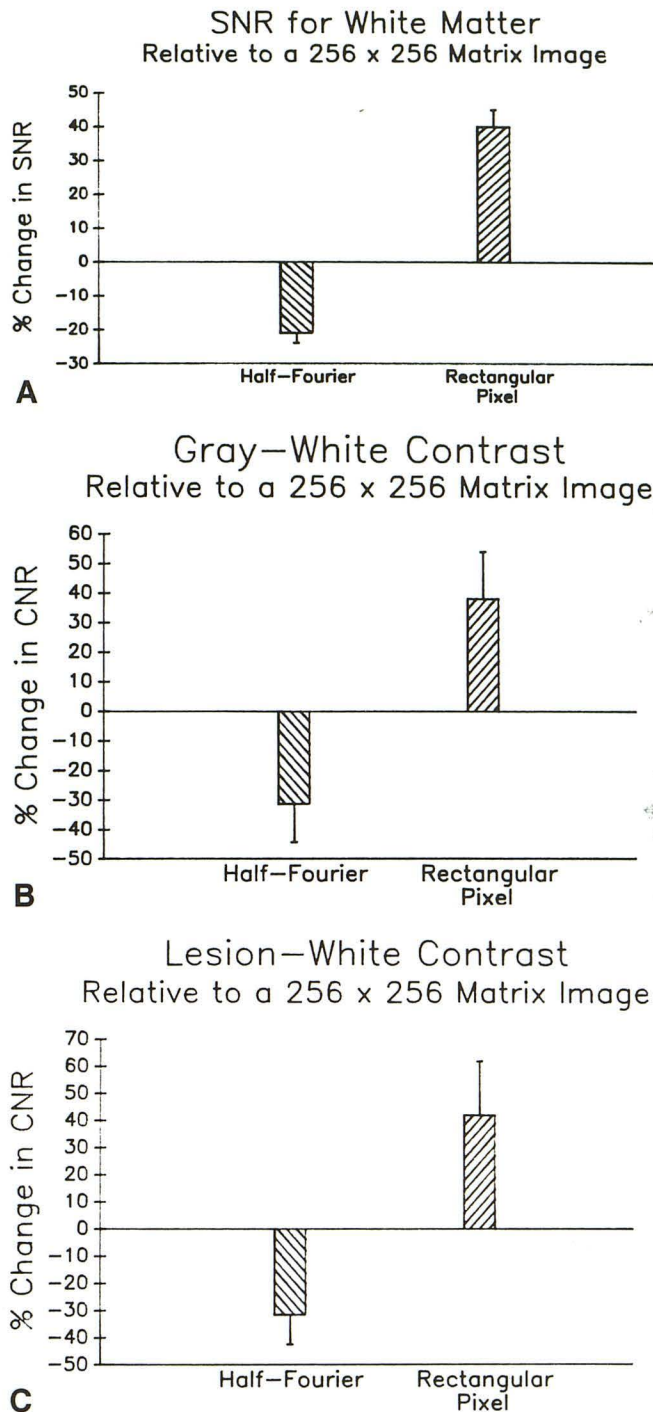 SNR for White Matter
Relative to a 256 x 256 Matrix Image
% Change in SNR
50
40
30
20
10
0
−10
−20
−30
Half−Fourier
Rectangular
Pixel
A
Gray−White Contrast
Relative to a 256 x 256 Matrix Image
% Change in CNR
60
50
40
30
20
10
0
−10
−20
−30
−40
−50
Half−Fourier
Rectangular
Pixel
B
Lesion−White Contrast
Relative to a 256 x 256 Matrix Image
% Change in CNR
70
60
50
40
30
20
10
0
−10
−20
−30
−40
−50
Half−Fourier
Rectangular
Pixel
C